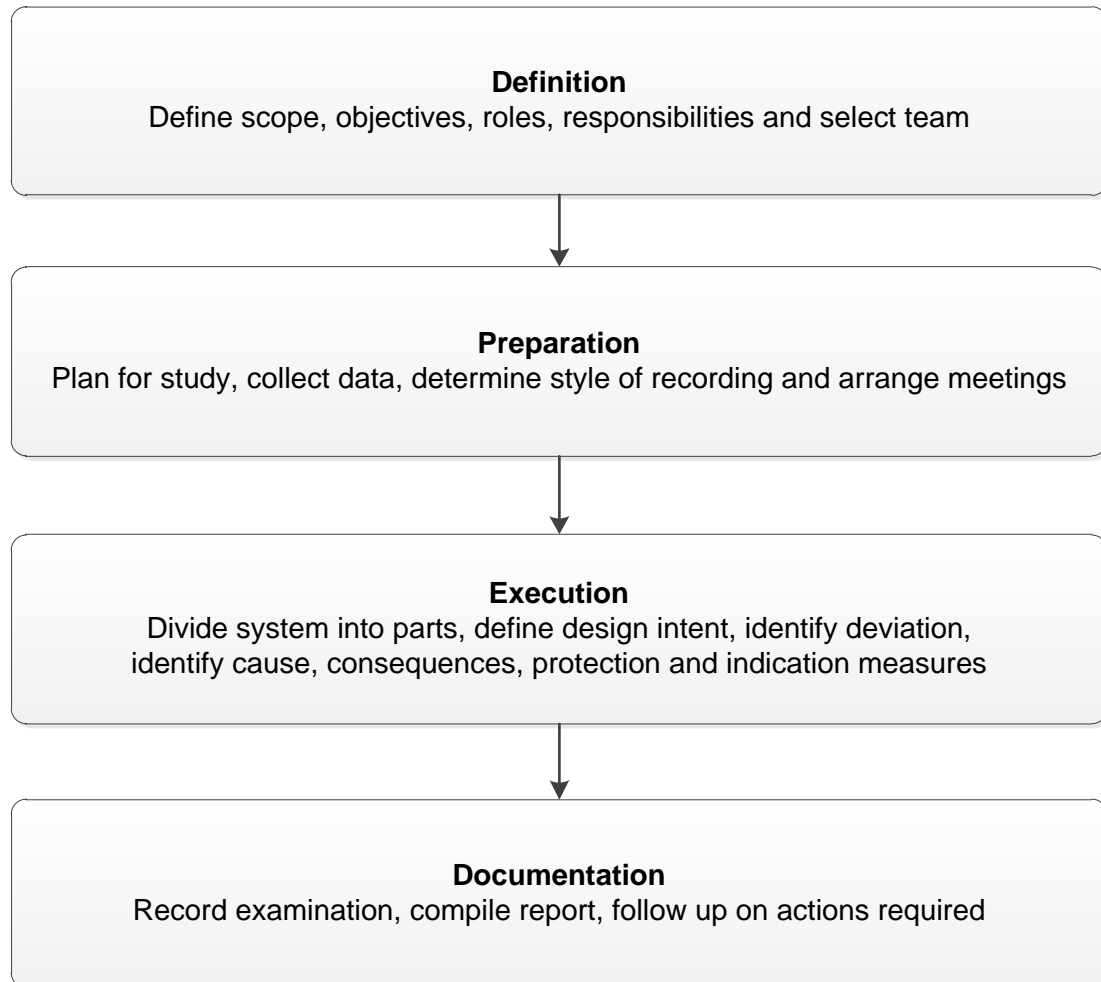 Definition
Define scope, objectives, roles, responsibilities and select team
Preparation
Plan for study, collect data, determine style of recording and arrange meetings
Execution
Divide system into parts, define design intent, identify deviation,
identify cause, consequences, protection and indication measures
Documentation
Record examination, compile report, follow up on actions required